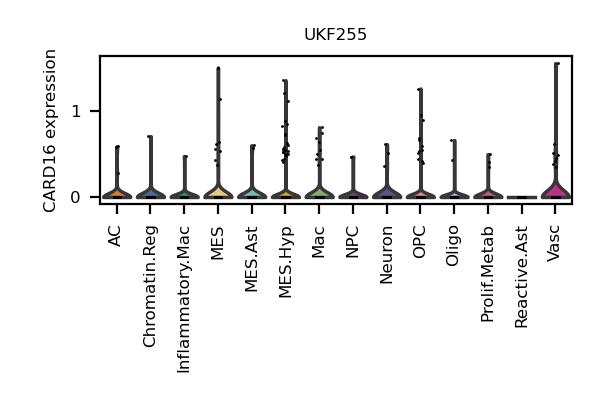 UKF255
CARD16 expression
1
0
AC
Chromatin.Reg
Inflammatory.Mac
MES
MES.Ast
MES.Hyp
Mac
NPC
Neuron
OPC
Oligo
Prolif.Metab
Reactive.Ast
Vasc